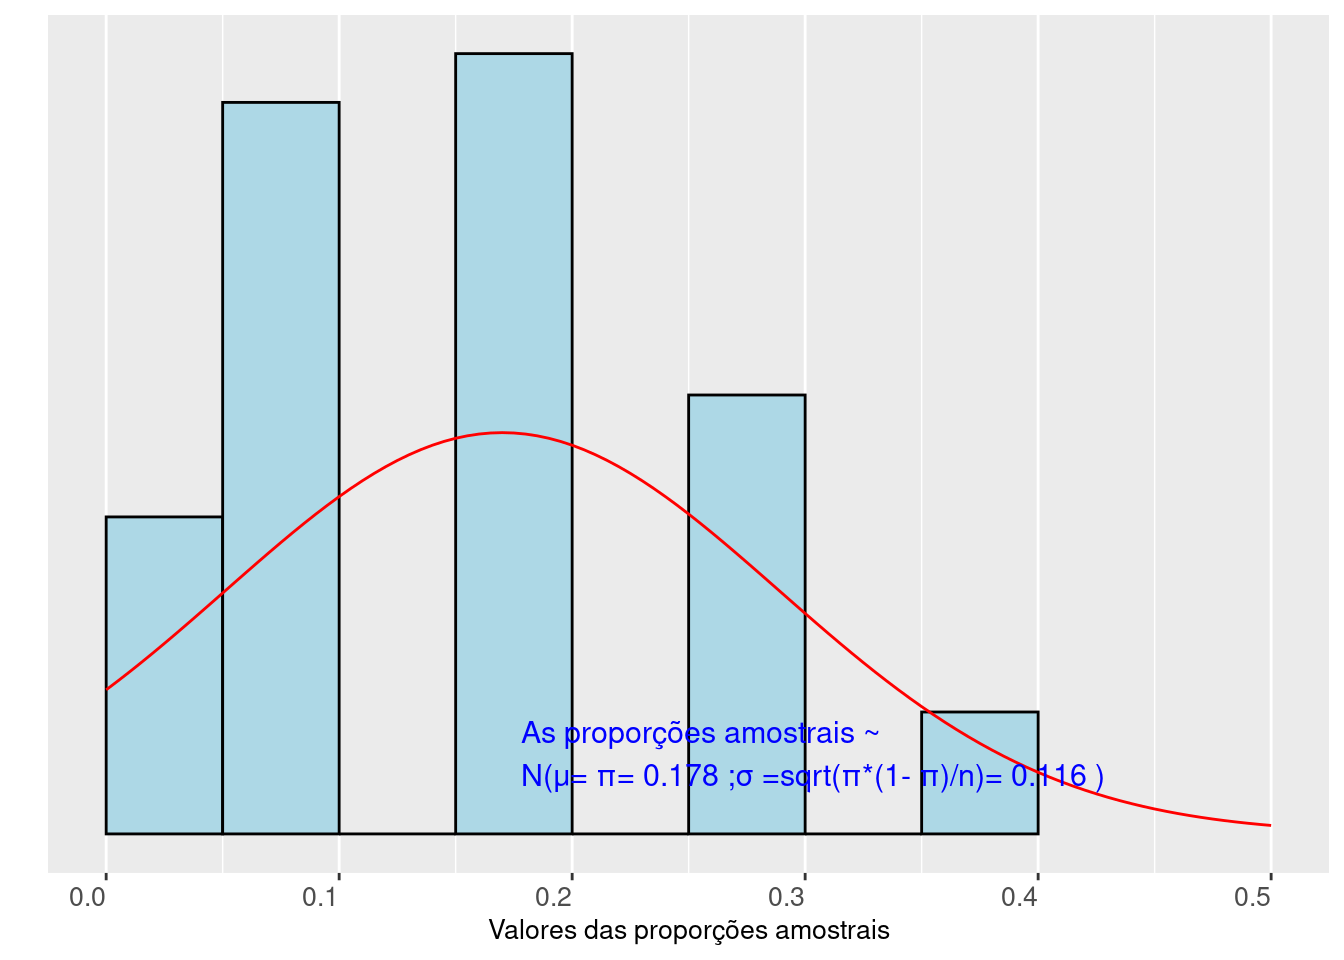 As proporções amostrais ~
N(μ= π= 0.178 ;σ =sqrt(π*(1- π)/n)= 0.116 )
0.0 0.1 0.2 0.3 0.4 0.5
Valores das proporções amostrais